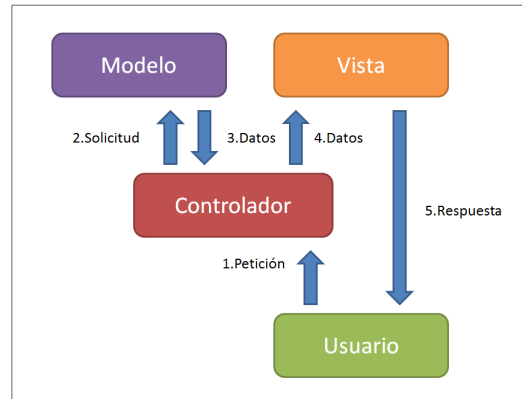 Modelo
Vista
2.Solicitud
3.Datos
4.Datos
Controlador
5.Respuesta
1.Petición
Usuario